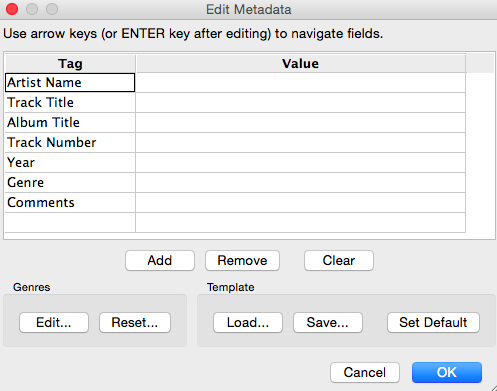 Edit Metadata
Use arrow keys (or ENTER key after editing) to navigate fields.
Tag Value
Artist Name
Track Title
Album Title
Track Number
Year
Genre
Comments
Add Remove Clear
Genres Template
Edit... Reset... Load... Save... Set Default
Cancel OK